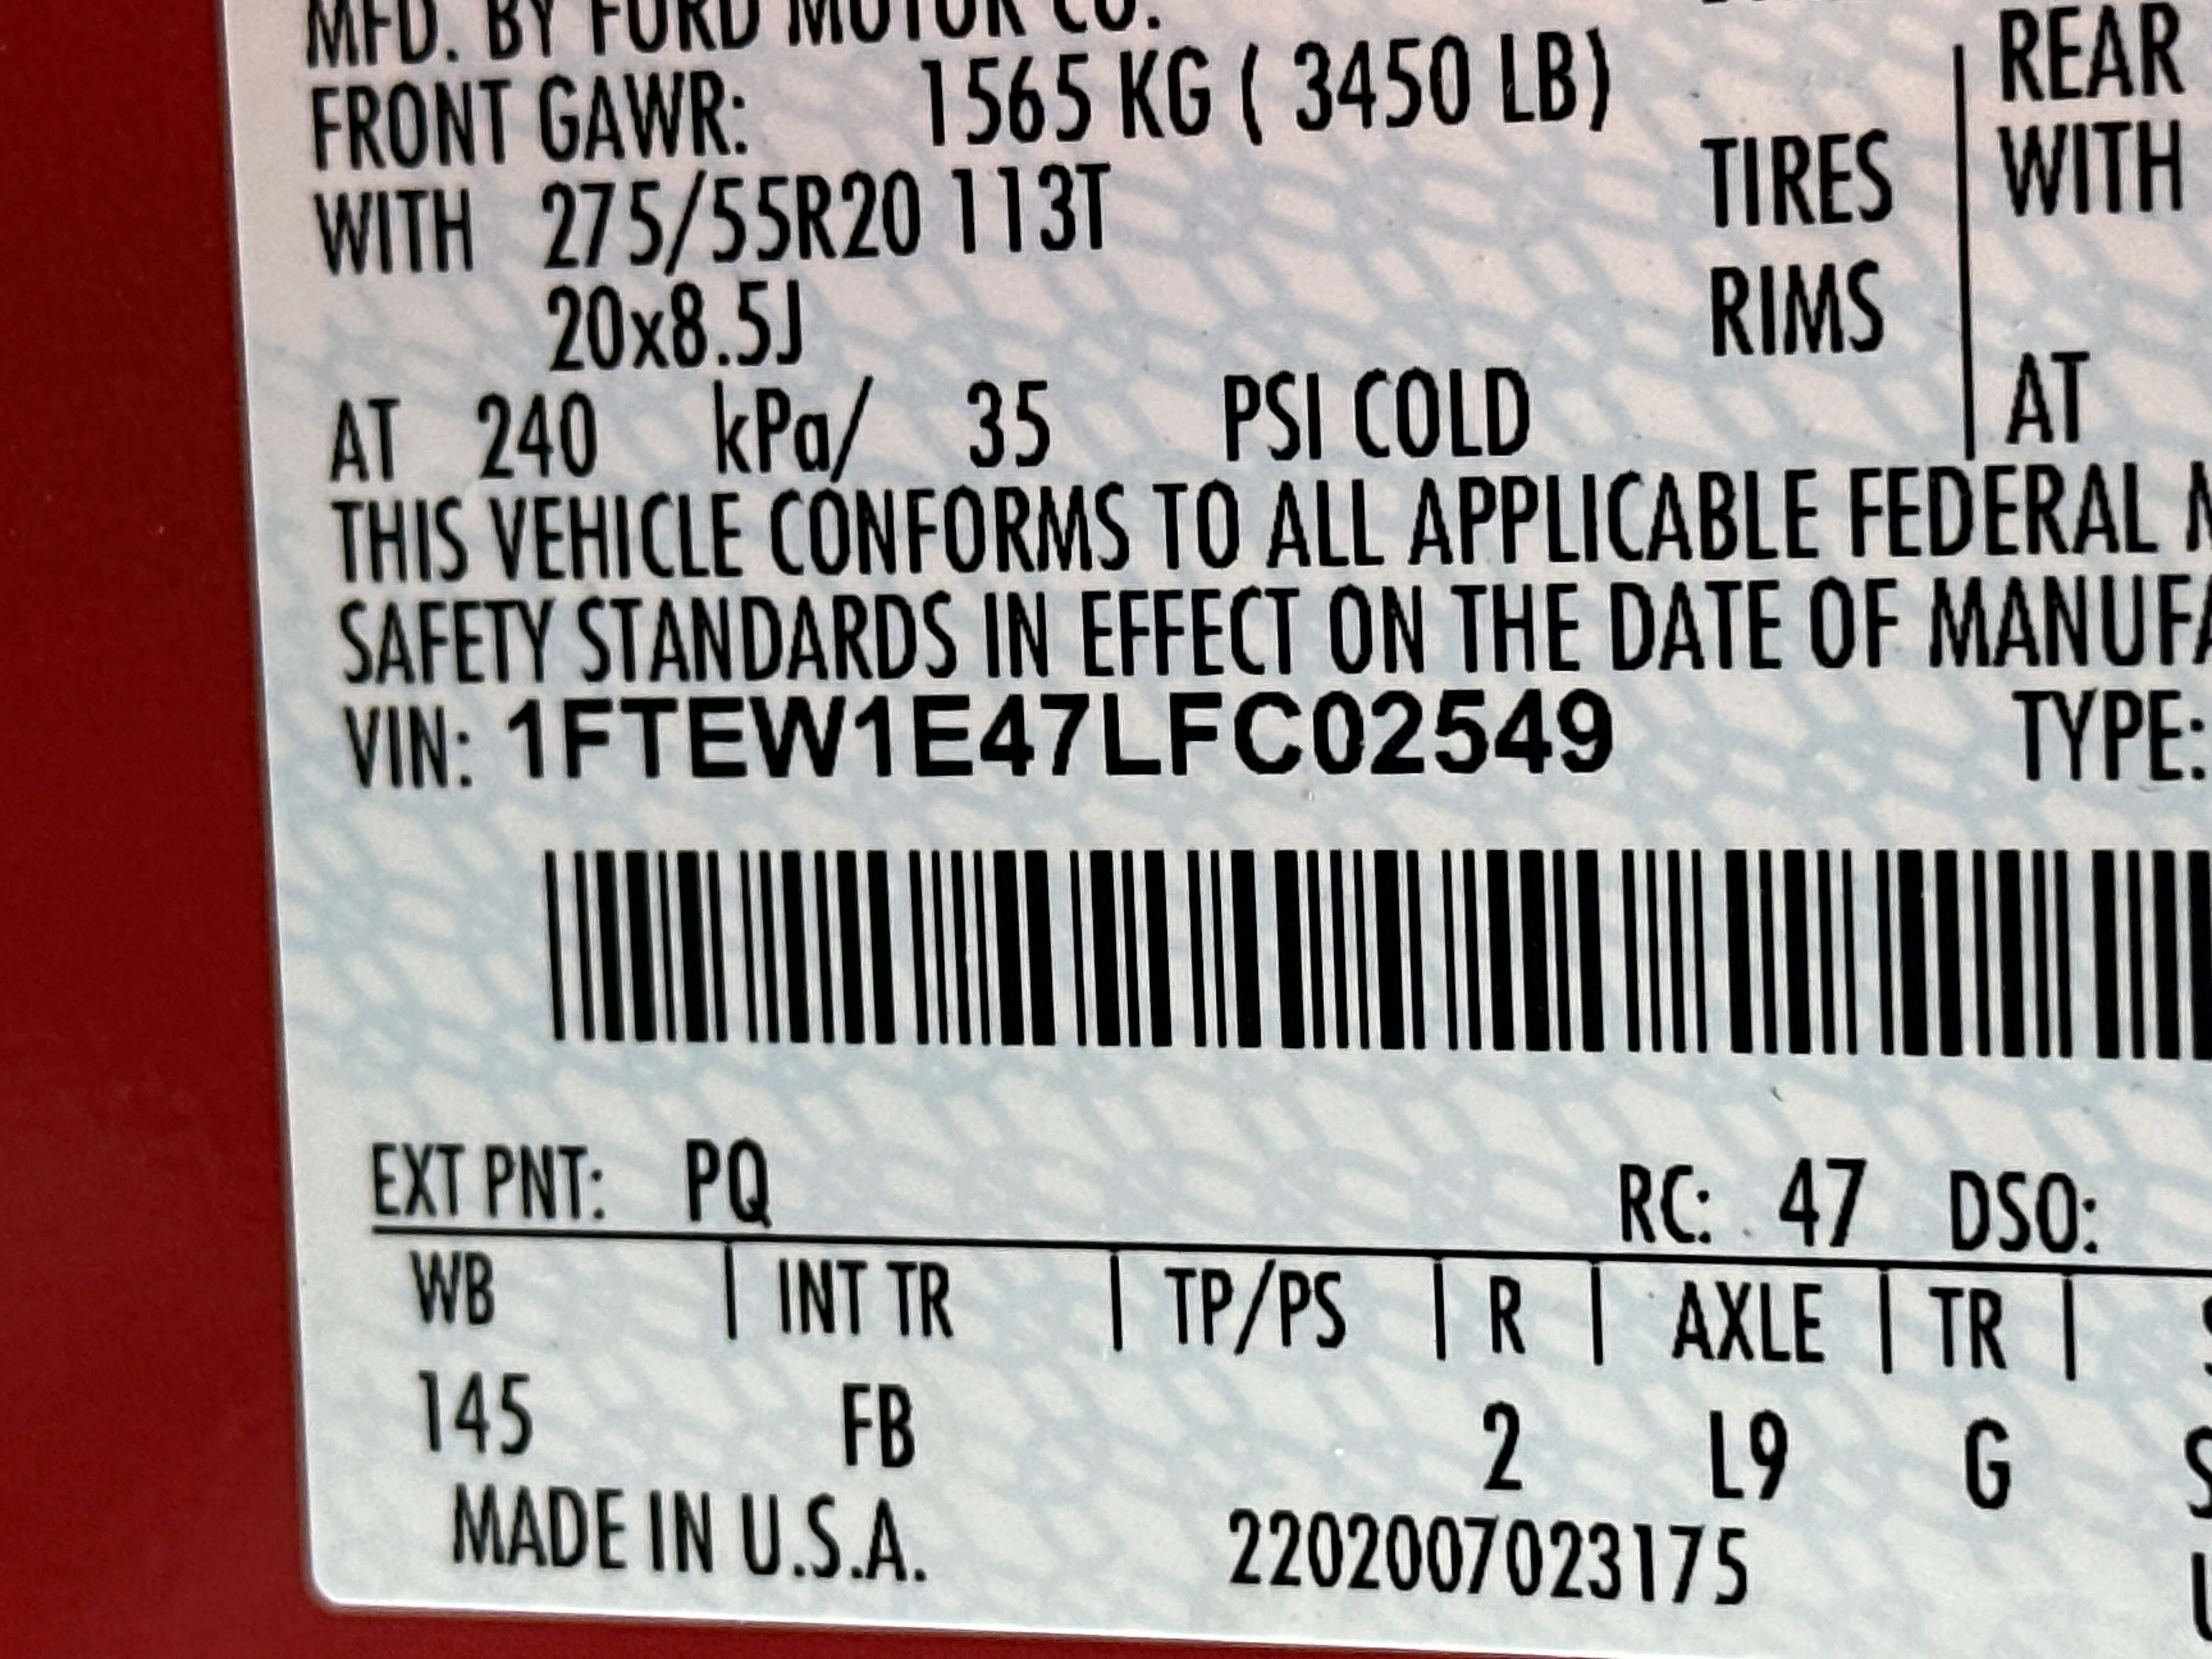 MFD. BY FORD MOTOR CO.
FRONT GAWR: 1565 KG ( 3450 LB) REAR
WITH 275/55R20 113T TIRES WITH
20x8.5J RIMS
AT 240 kPa/ 35 PSI COLD AT
THIS VEHICLE CONFORMS TO ALL APPLICABLE FEDERAL
SAFETY STANDARDS IN EFFECT ON THE DATE OF MANUFA
VIN: 1FTEW1E47LFC02549 TYPE:
EXT PNT: PQ RC: 47 DSO:
WB | INT TR | TP/PS | R | AXLE | TR |
145 FB 2 L9 G
MADE IN U.S.A. 2202007023175